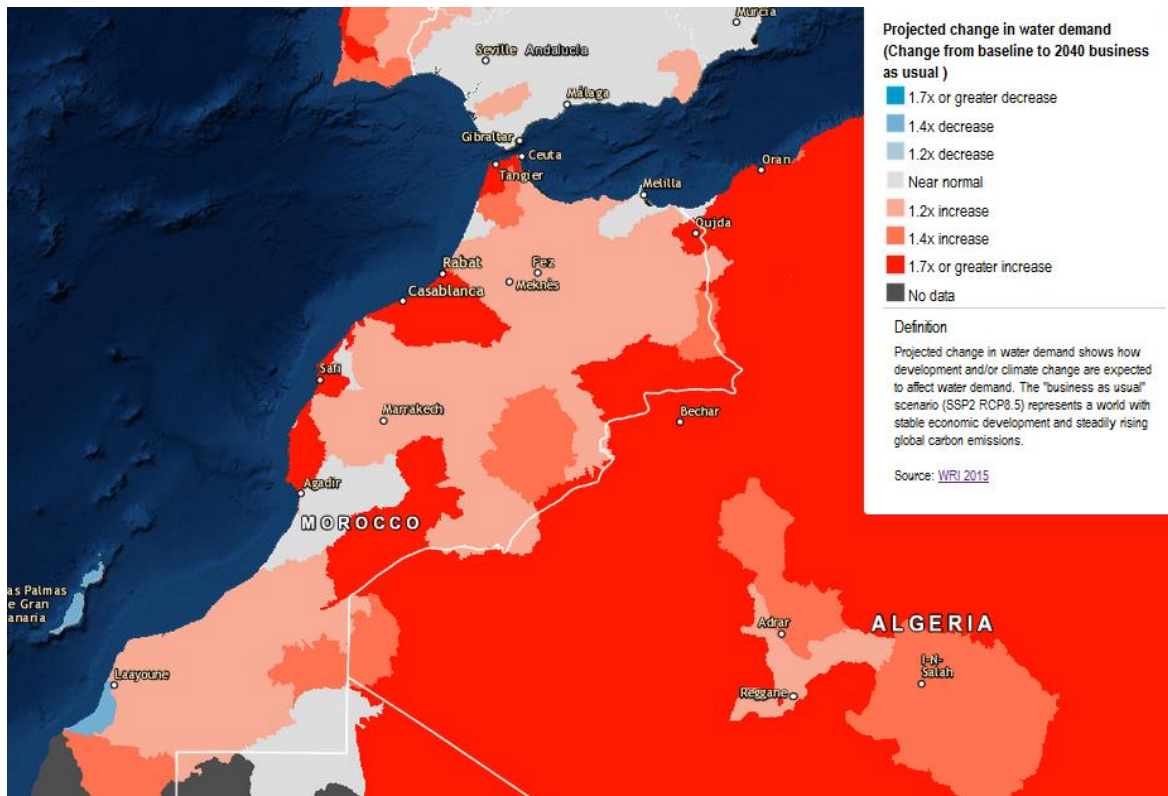 Projected change in water demand
(Change from baseline to 2040 business
as usual )
1.7x or greater decrease
1.4x decrease
1.2x decrease
Near normal
1.2x increase
1.4x increase
1.7x or greater increase
No data
Definition
Projected change in water demand shows how
development and/or climate change are expected
to affect water demand. The "business as usual"
scenario (SSP2 RCP8.5) represents a world with
stable economic development and steadily rising
global carbon emissions.
Source: WRI 2015
Murcia
Seville Andalucia
Málaga
Gibraltar
Ceuta
Tangier
Oran
Melilla
Oujda
Rabat
Fez
Meknès
Casablanca
Safi
Marrakech
Bechar
Agadir
MOROCCO
as Palmas
e Gran
anaria
Adrar
ALGERIA
I-N-
Salah
Laayoune
Reggane